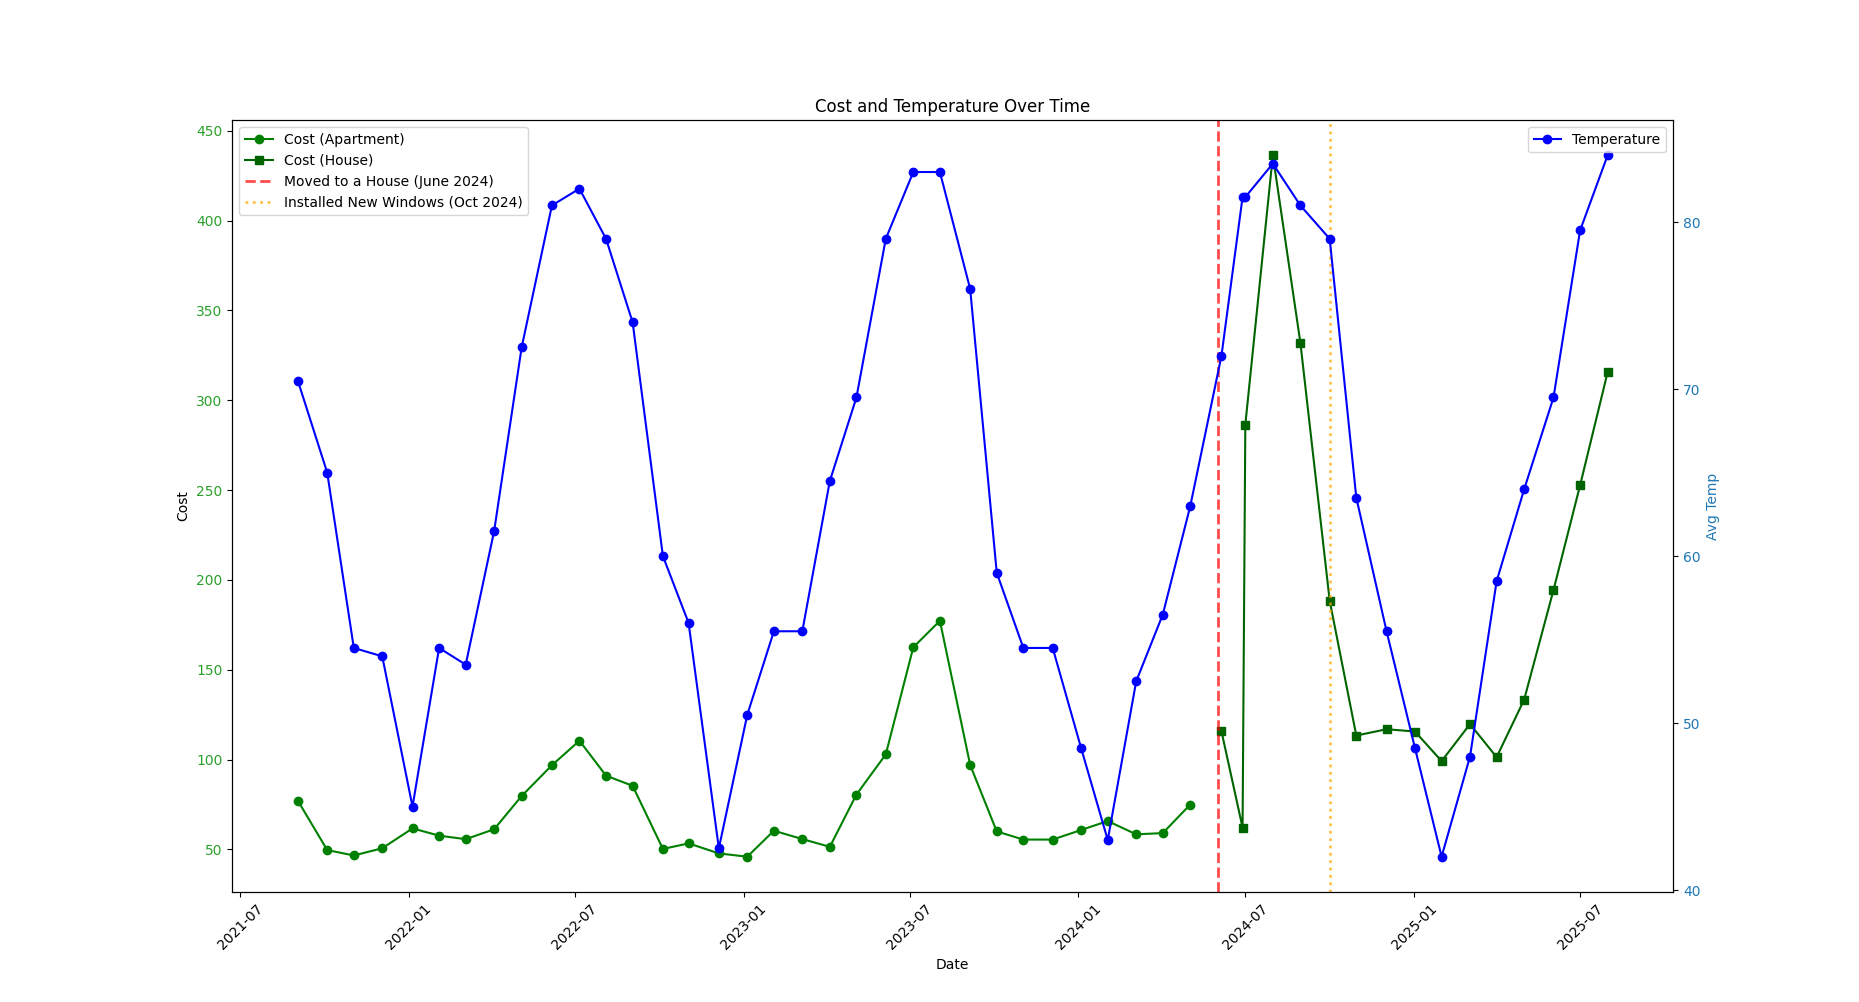 Cost and Temperature Over Time
Cost (Apartment)
Cost (House)
Moved to a House (June 2024)
Installed New Windows (Oct 2024)
Temperature
450
400
350
300
250
200
150
100
50
Cost
80
70
60
50
40
Avg Temp
2021-07
2022-01
2022-07
2023-01
2023-07
2024-01
2024-07
2025-01
2025-07
Date